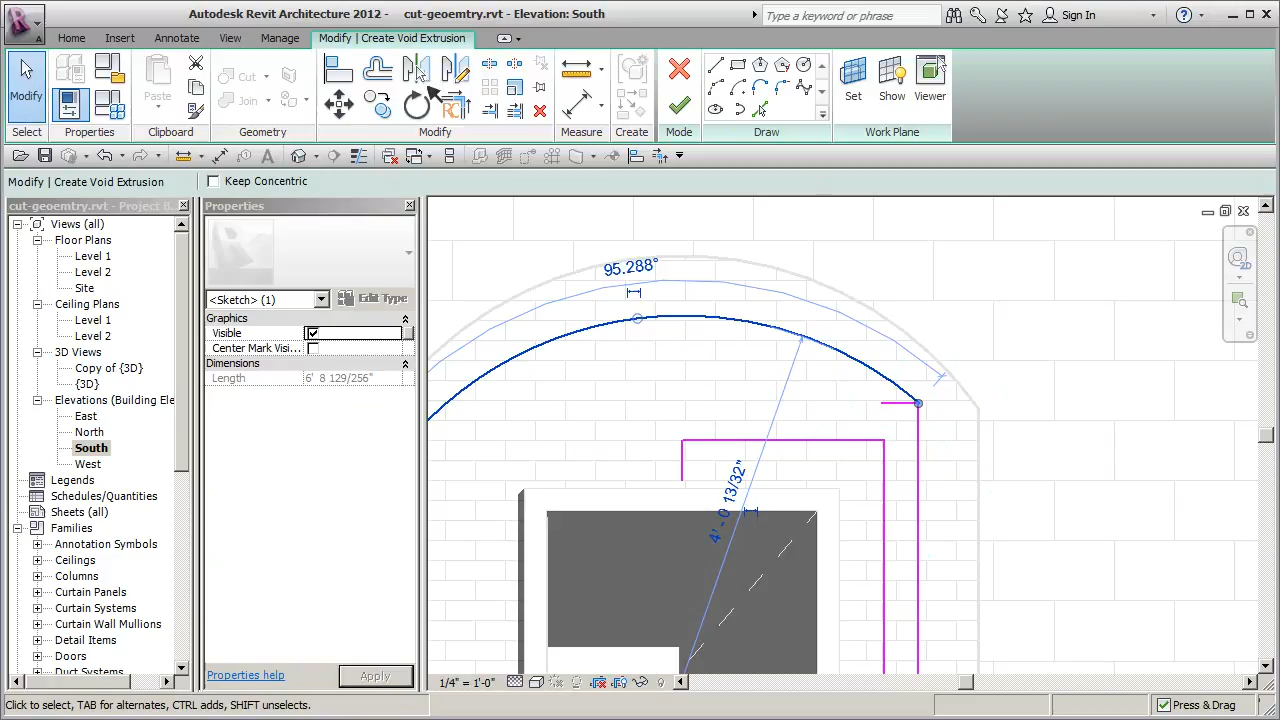 Autodesk Revit Architecture 2012 - cut-geoemtry.rvt - Elevation: South
Type a keyword or phrase
Sign In
Home Insert Annotate View Manage Modify | Create Void Extrusion
Modify Paste Cut Join Set Show Viewer
Select Properties Clipboard Geometry Modify Measure Create Mode Draw Work Plane
Modify | Create Void Extrusion
Keep Concentric
cut-geoemtry.rvt - Project B...
Views (all)
Floor Plans
Level 1
Level 2
Site
Ceiling Plans
Level 1
Level 2
3D Views
Copy of {3D}
{3D}
Elevations (Building Ele
East
North
South
West
Legends
Schedules/Quantities
Sheets (all)
Families
Annotation Symbols
Ceilings
Columns
Curtain Panels
Curtain Systems
Curtain Wall Mullions
Detail Items
Doors
Duct Systems
Properties
<Sketch> (1)
Edit Type
Graphics
Visible
Center Mark Visi...
Dimensions
Length 6' 8 129/256"
Properties help
Apply
95.288°
4' - 0 13/32"
1/4" = 1'-0"
Click to select, TAB for alternates, CTRL adds, SHIFT unselects.
Press & Drag